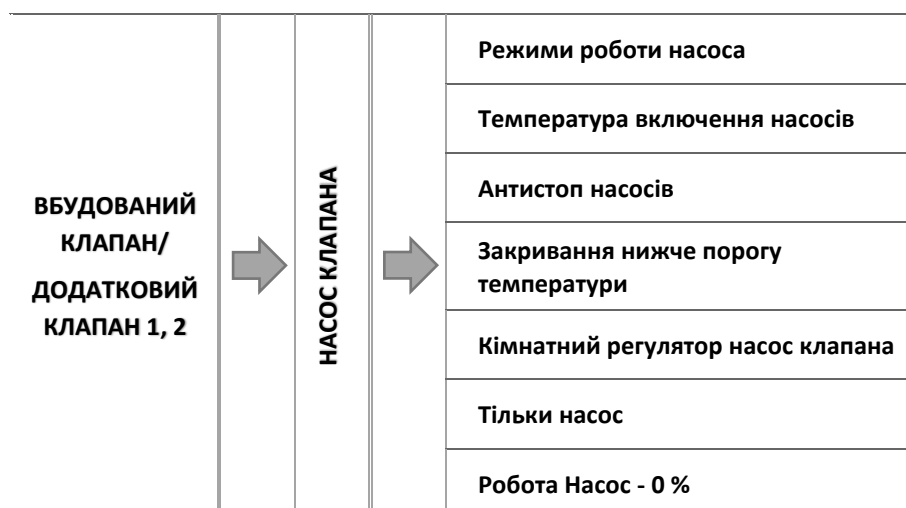 ВБУДОВАНИЙ
КЛАПАН/
ДОДАТКОВИЙ
КЛАПАН 1, 2
НАСОС КЛАПАНА
Режими роботи насоса
Температура включення насосів
Антистоп насосів
Закривання нижче порогу
температури
Кімнатний регулятор насос клапана
Тільки насос
Робота Насос - 0 %